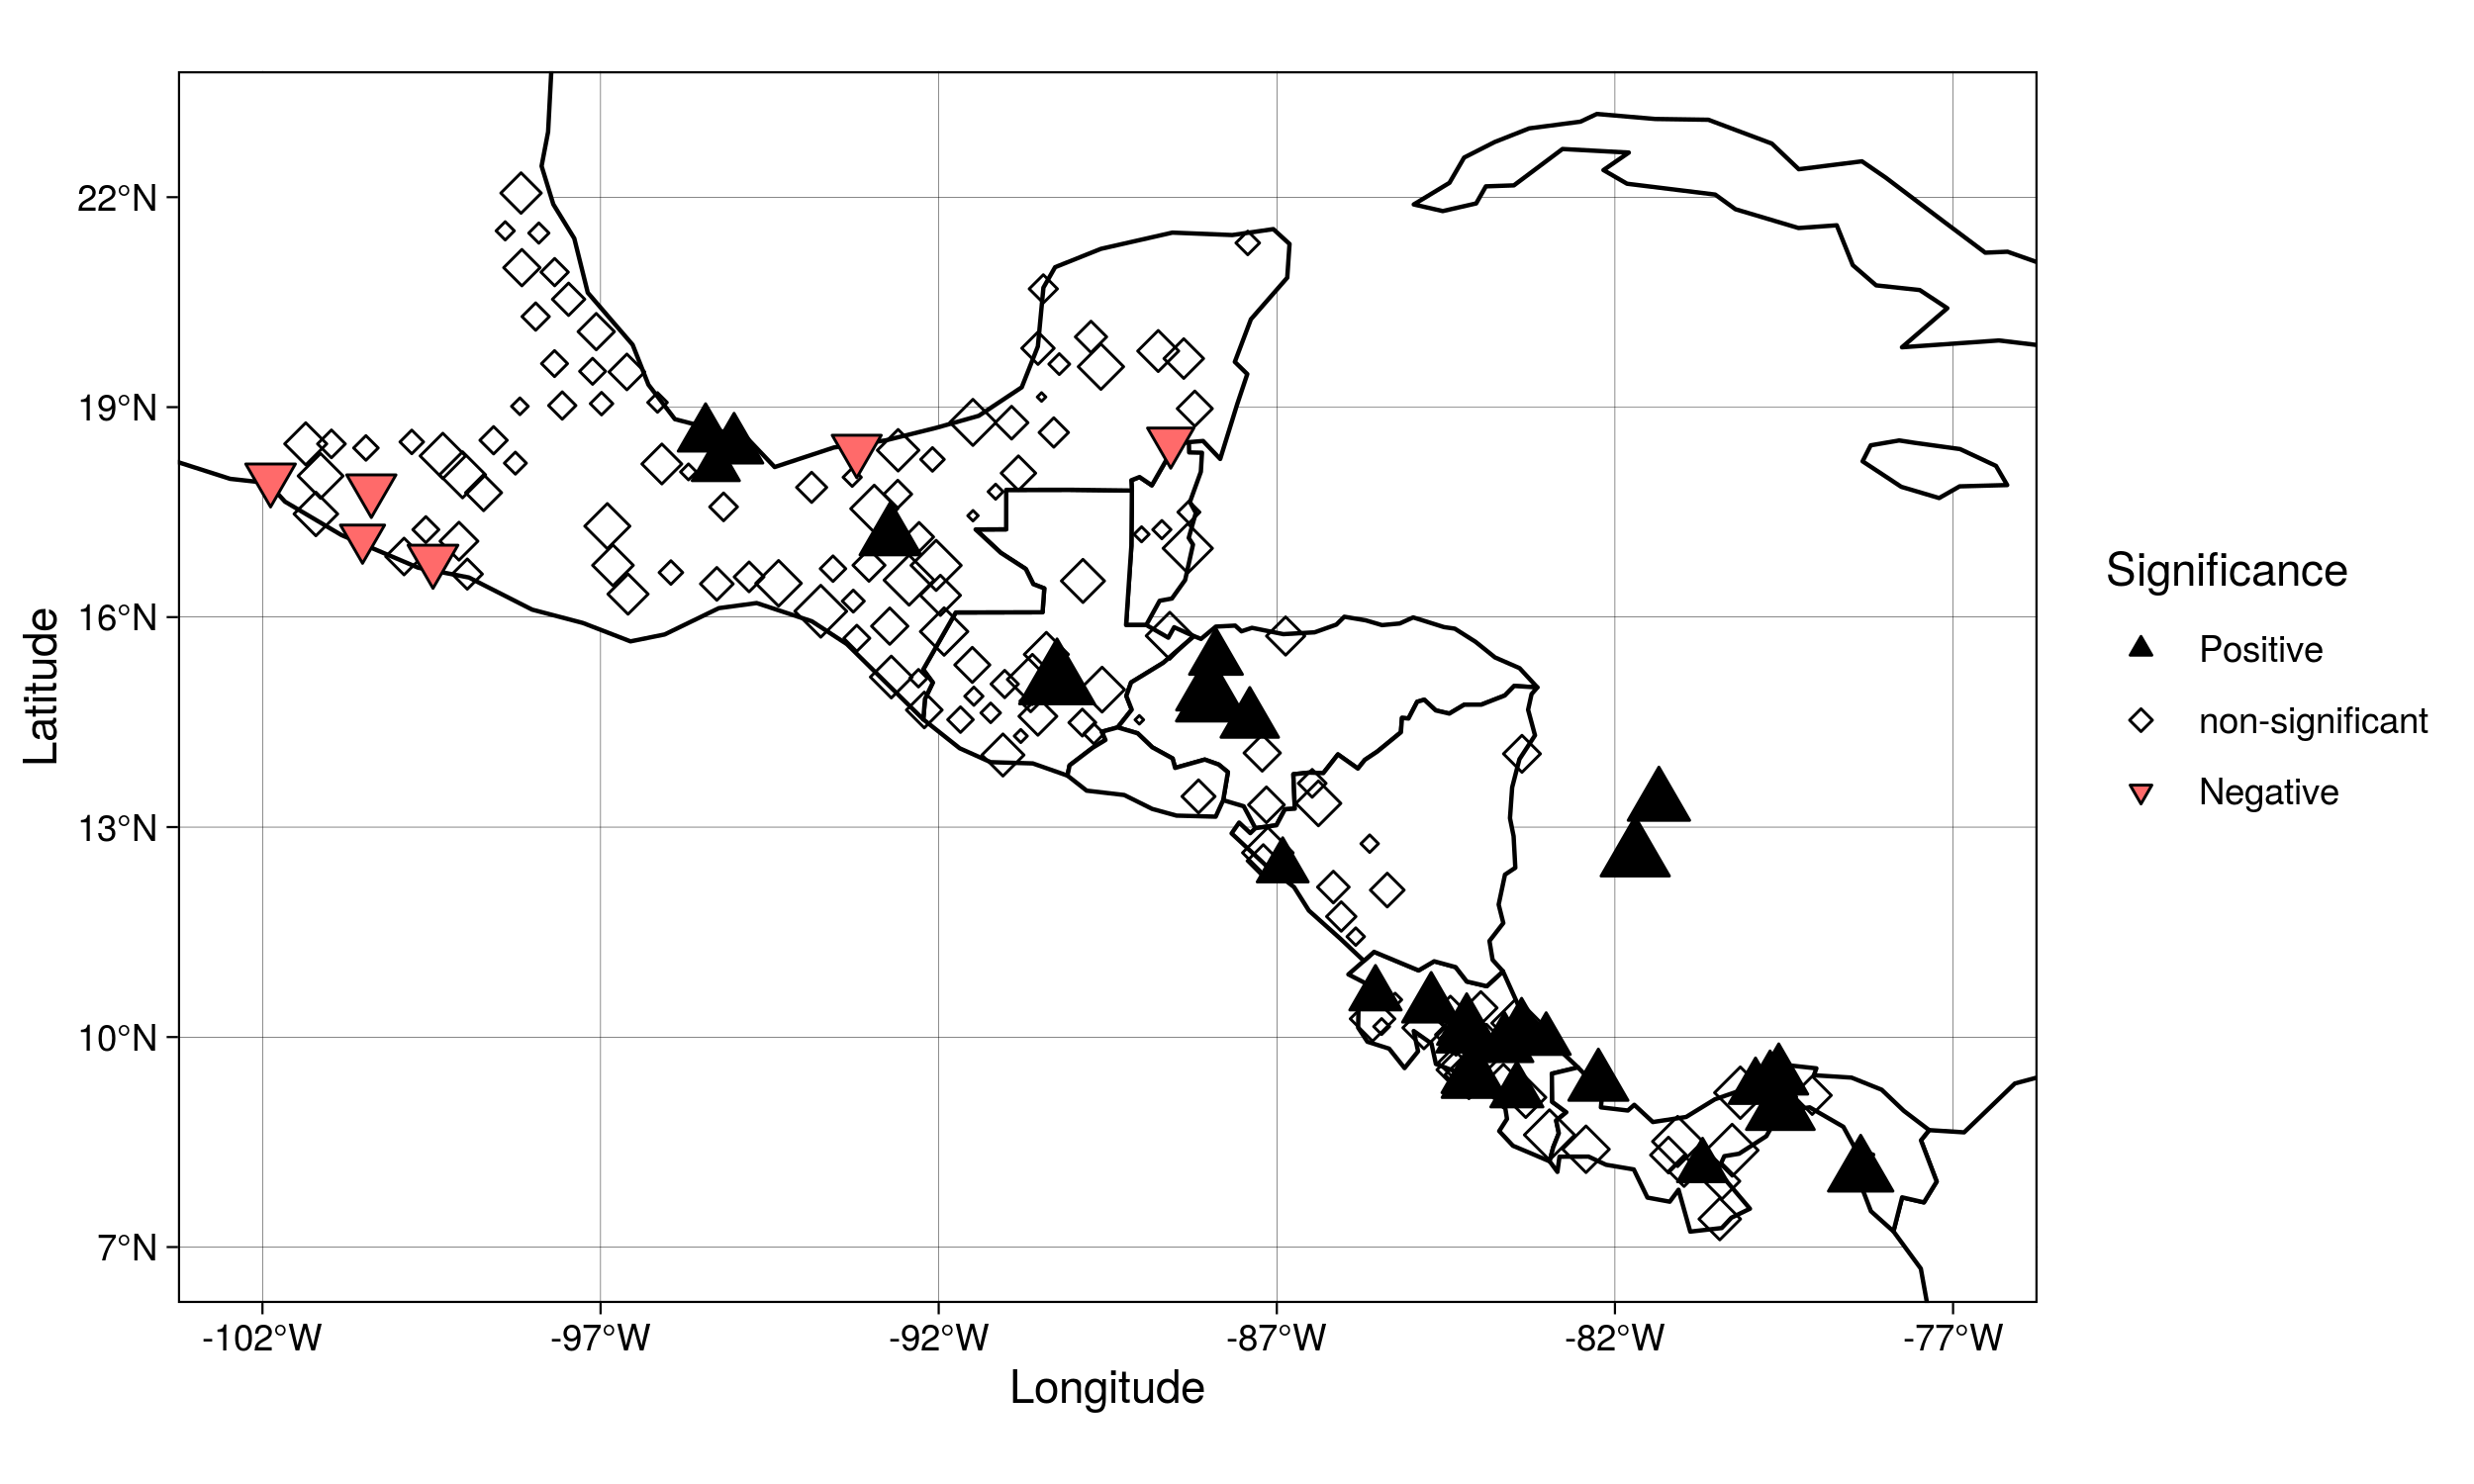 22°N
19°N
16°N
13°N
10°N
7°N
Latitude
-102°W
-97°W
-92°W
-87°W
-82°W
-77°W
Longitude
Significance
Positive
non-significant
Negative